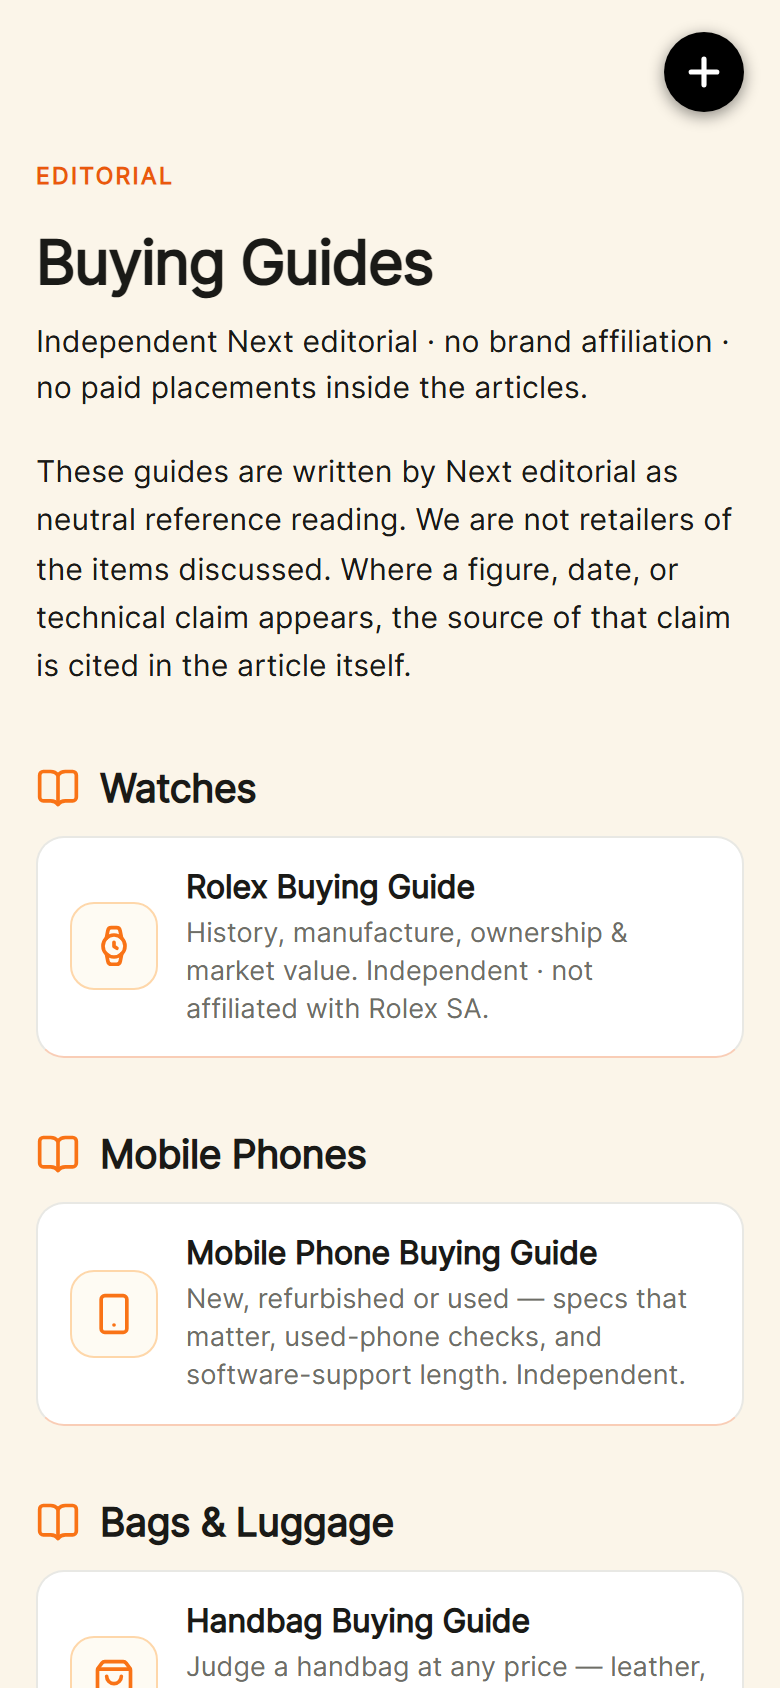 EDITORIAL
Buying Guides
Independent Next editorial · no brand affiliation ·
no paid placements inside the articles.
These guides are written by Next editorial as
neutral reference reading. We are not retailers of
the items discussed. Where a figure, date, or
technical claim appears, the source of that claim
is cited in the article itself.
Watches
Rolex Buying Guide
History, manufacture, ownership &
market value. Independent · not
affiliated with Rolex SA.
Mobile Phones
Mobile Phone Buying Guide
New, refurbished or used — specs that
matter, used-phone checks, and
software-support length. Independent.
Bags & Luggage
Handbag Buying Guide
Judge a handbag at any price — leather,